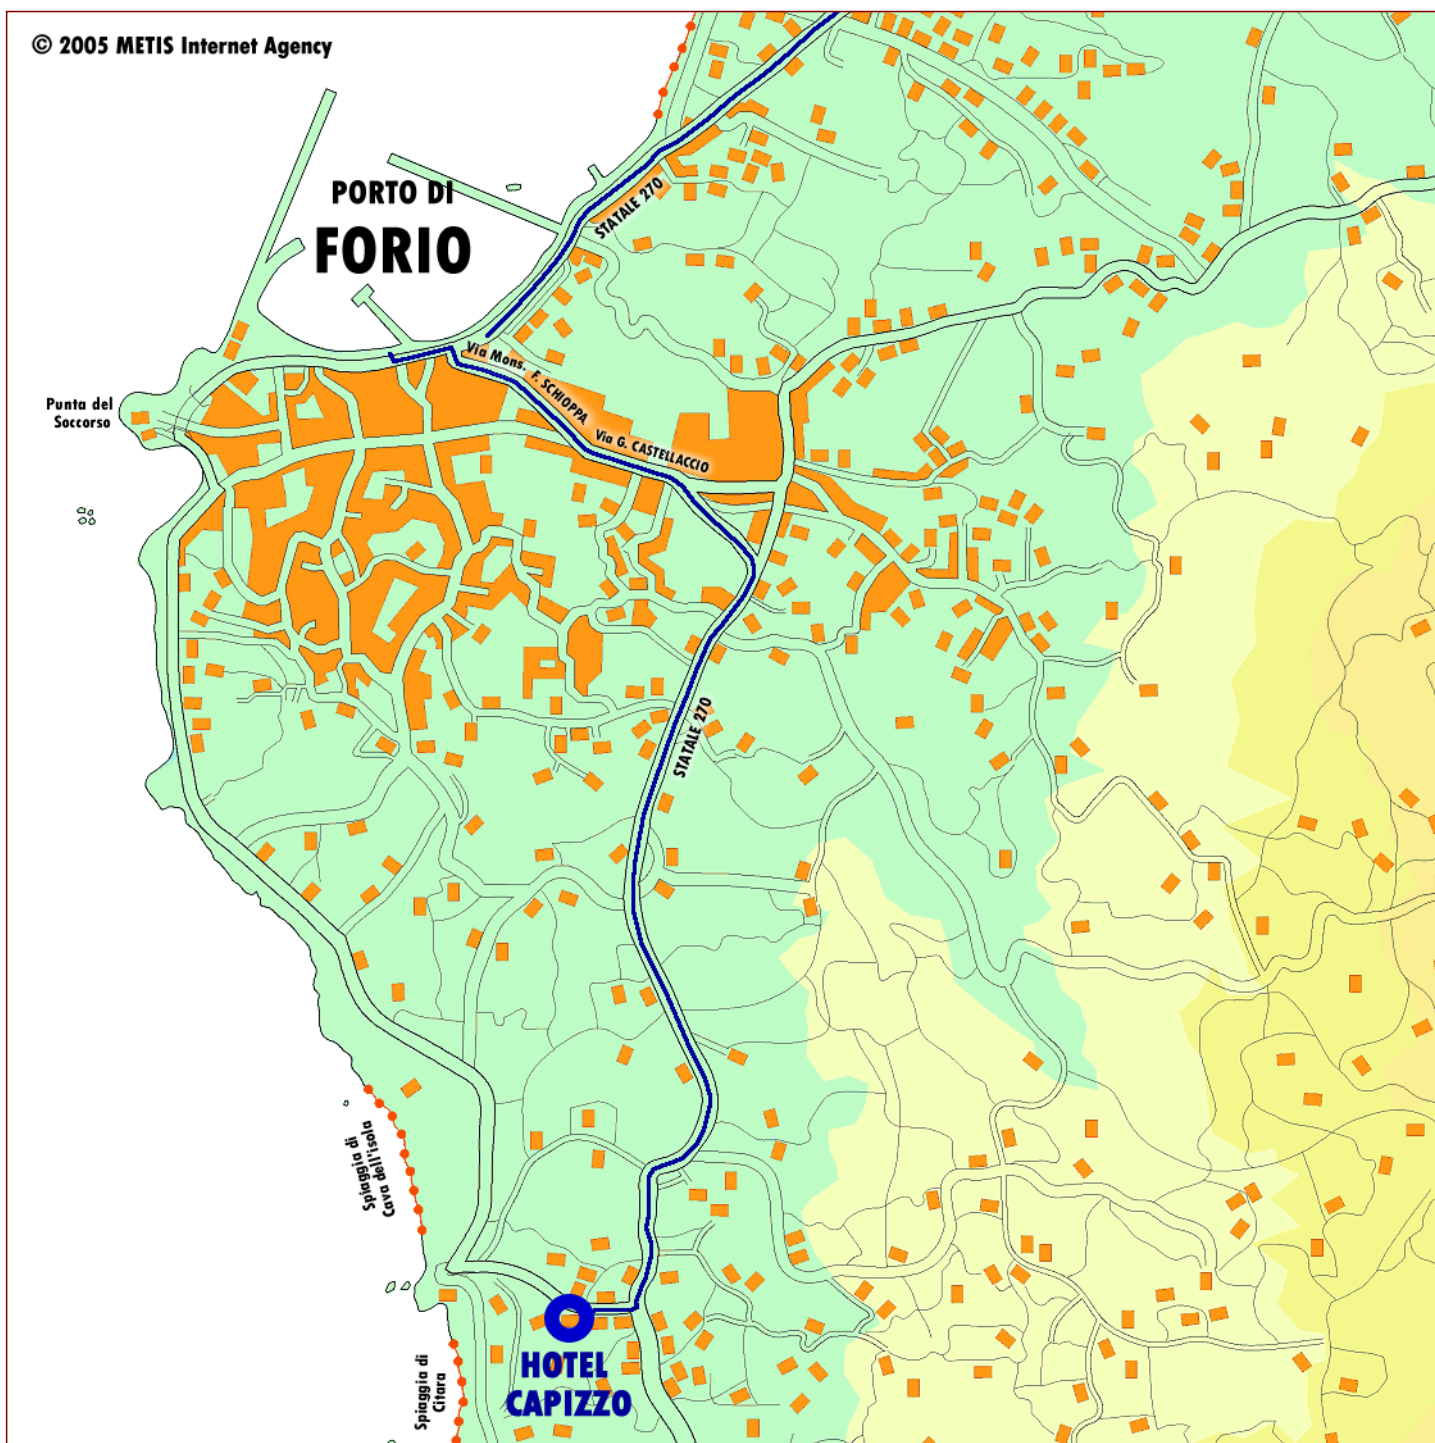 © 2005 METIS Internet Agency
PORTO DI
FORIO
STATALE 270
Via Mons. F. SCHIOPPA
Punta del
Soccorso
Via G. CASTELLACCIO
STATALE 270
Spiaggia di
Cava dell'isola
HOTEL
CAPIZZO
Spiaggia di
Citara